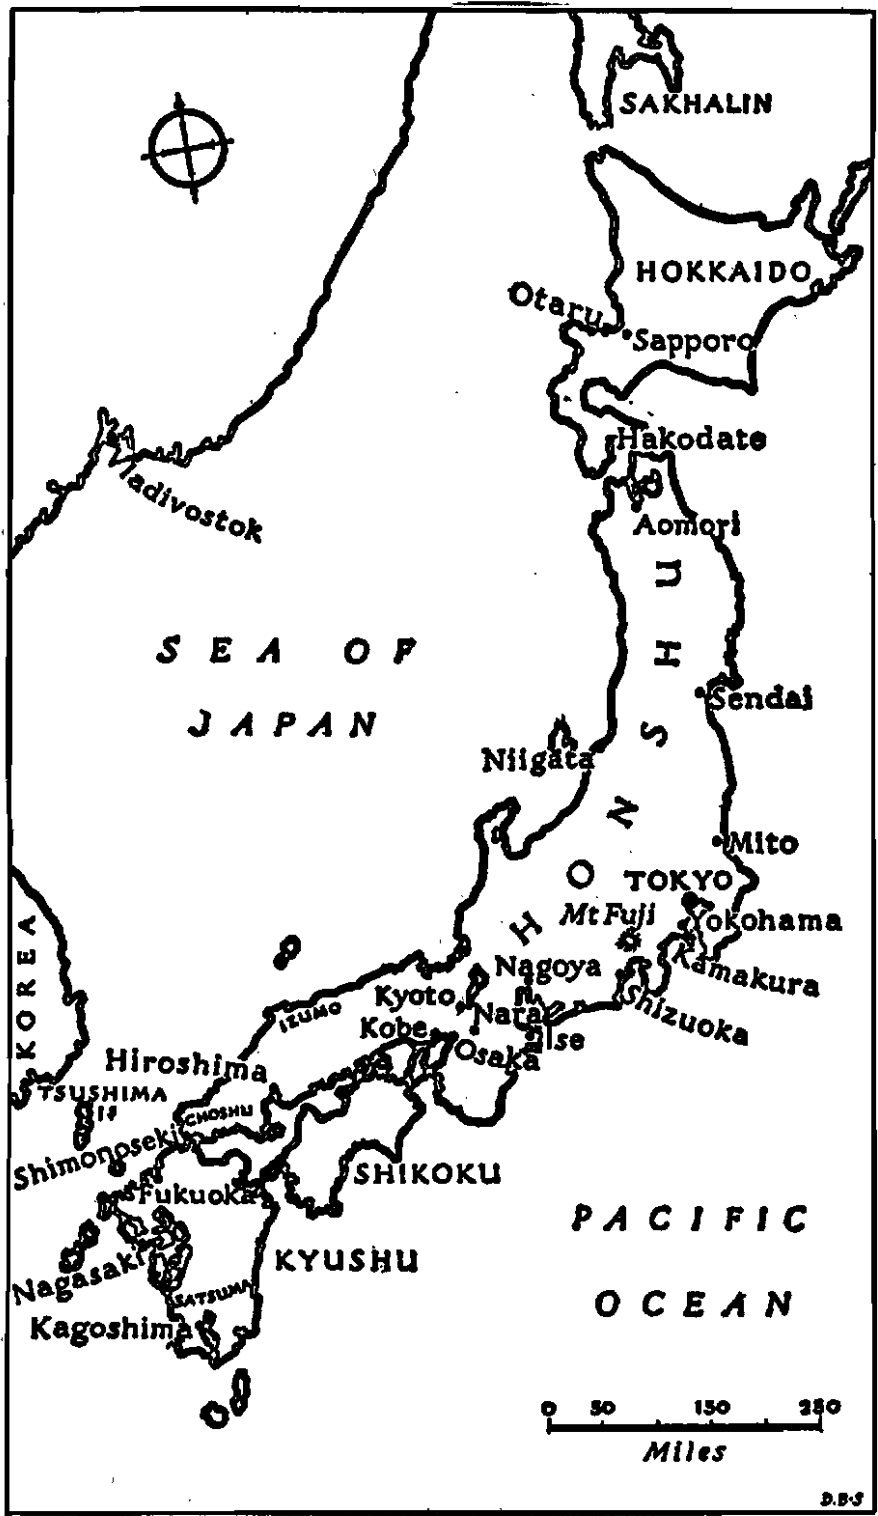 SAKHALIN
HOKKAIDO
Otaru
Sapporo
Hakodate
ladivostok
Aomori
HONSHU
SEA OF
JAPAN
Sendai
Niigata
Mito
TOKYO
Mt Fuji
Yokohama
KOREA
Nagoya
Kamakura
Kyoto
Shizuoka
IZUMO
Nara
Kobe
Ise
Osaka
Hiroshima
TSUSHIMA
CHOSHU
Shimonoseki
SHIKOKU
Fukuoka
PACIFIC
OCEAN
KYUSHU
Nagasaki
SATSUMA
Kagoshima
0 50 150 250
Miles
D.B.S